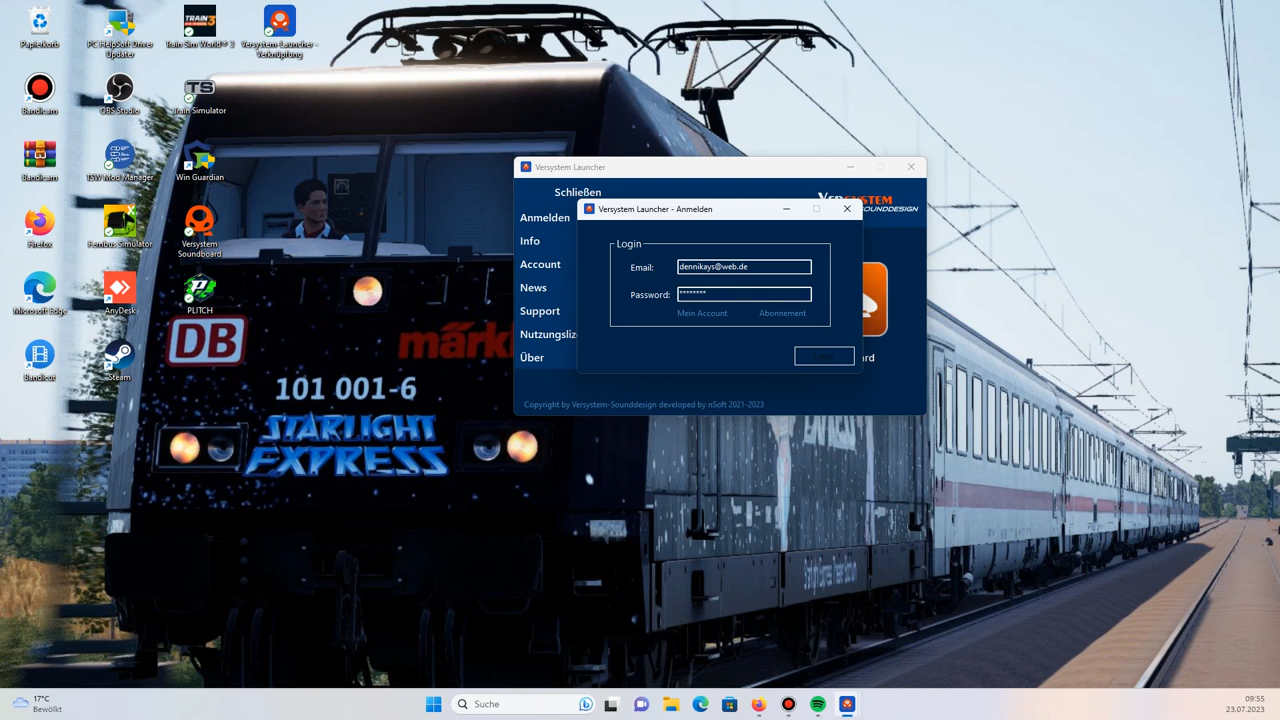 Papierkorb
PC HelpSoft Driver
Updater
Train Sim World® 3
Versystem-Launcher -
Verknüpfung
Bandicam
OBS Studio
Train Simulator
Bandicam
TSW Mod Manager
Win Guardian
Firefox
Fernbus Simulator
Versystem
Soundboard
Microsoft Edge
AnyDesk
PLITCH
Bandicut
Steam
DB
101 001-6
STARLIGHT
EXPRESS
Versystem Launcher
Schließen
Anmelden
Info
Account
News
Support
Über
Versystem Launcher - Anmelden
Login
Email:
dennikays@web.de
Password:
********
Mein Account
Abonnement
Login
Copyright by Versystem-Sounddesign developed by nSoft 2021-2023
17°C
Bewölkt
Suche
09:55
23.07.2023